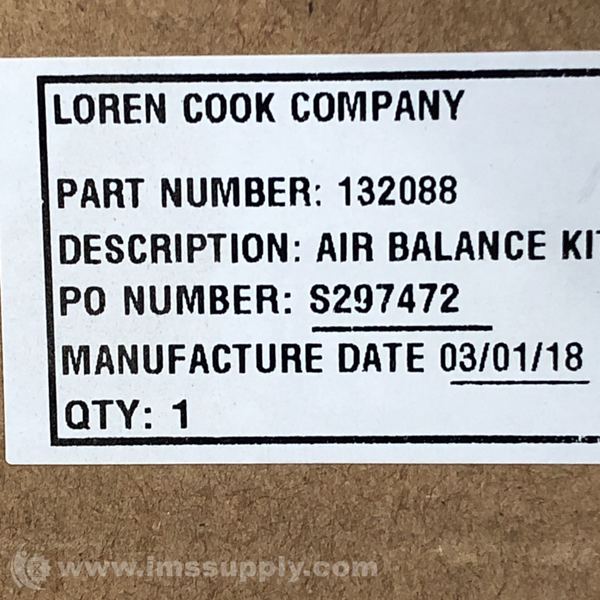 LOREN COOK COMPANY
PART NUMBER: 132088
DESCRIPTION: AIR BALANCE KIT
PO NUMBER: S297472
MANUFACTURE DATE 03/01/18
QTY: 1
www.imssupply.com